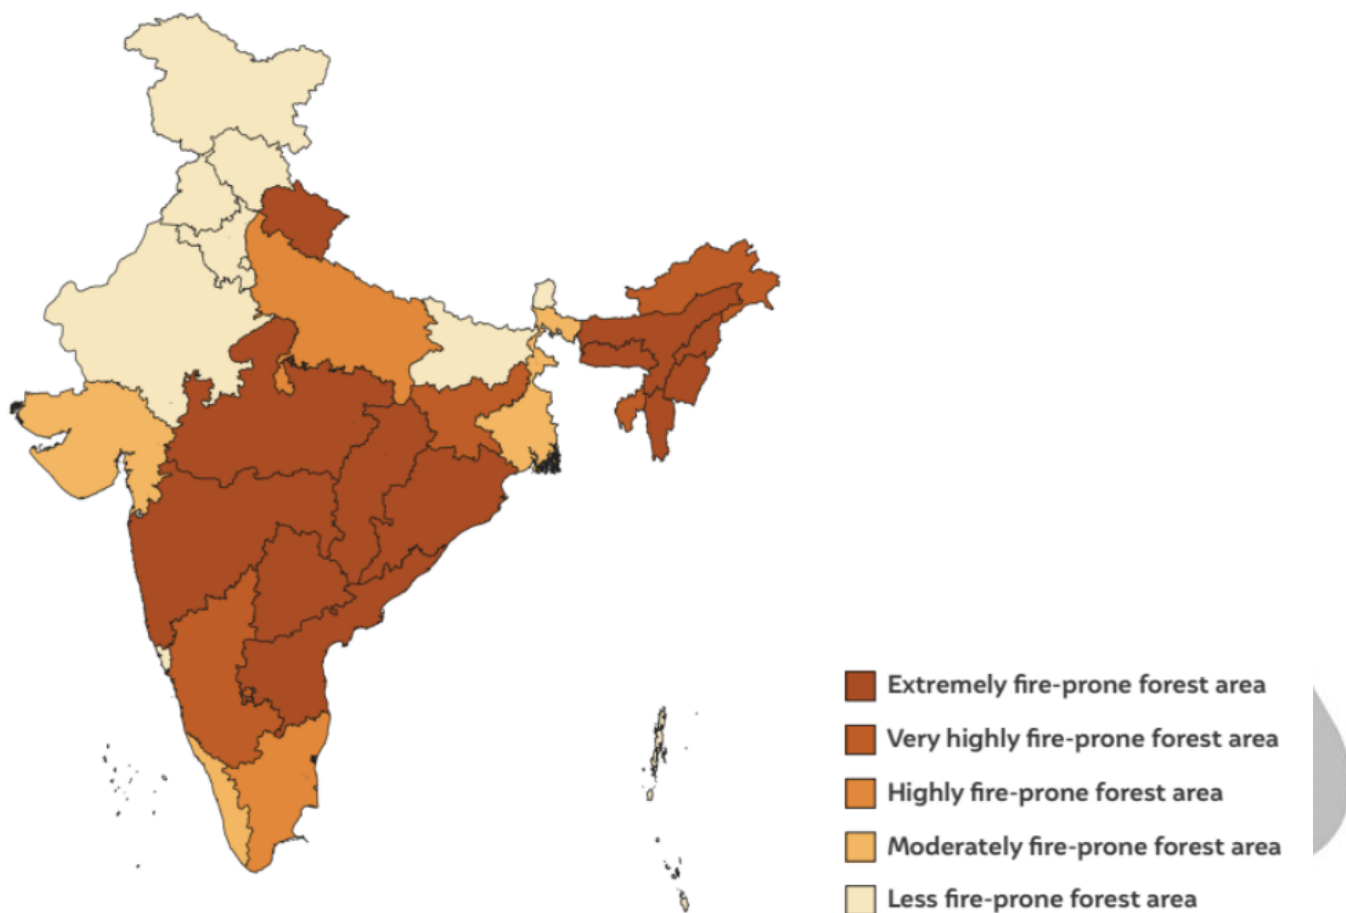 Extremely fire-prone forest area
Very highly fire-prone forest area
Highly fire-prone forest area
Moderately fire-prone forest area
Less fire-prone forest area